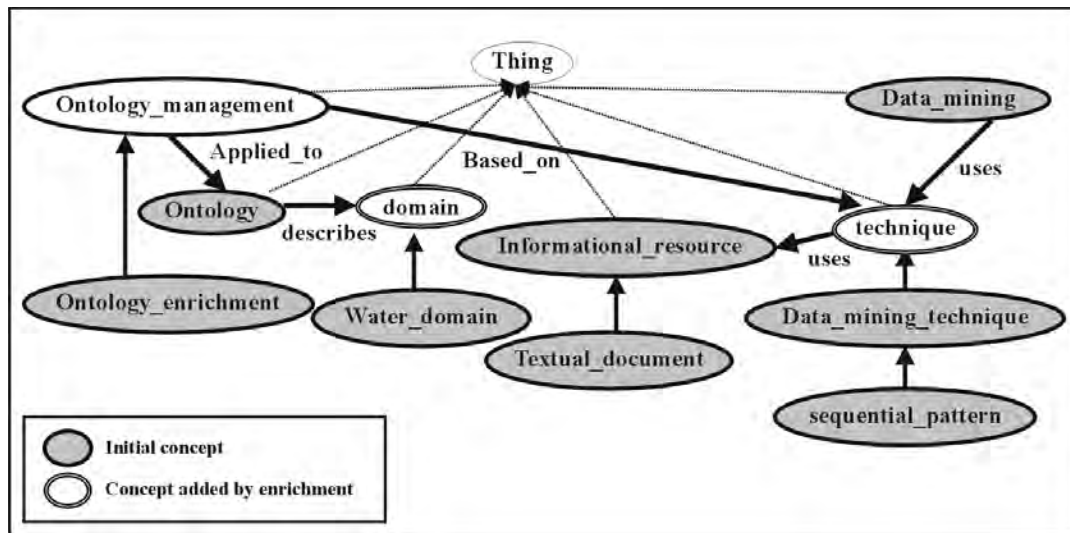 Thing
Ontology_management
Data_mining
Applied_to
Based_on
uses
Ontology
domain
technique
describes
Informational_resource
uses
Ontology_enrichment
Water_domain
Data_mining_technique
Textual_document
sequential_pattern
Initial concept
Concept added by enrichment